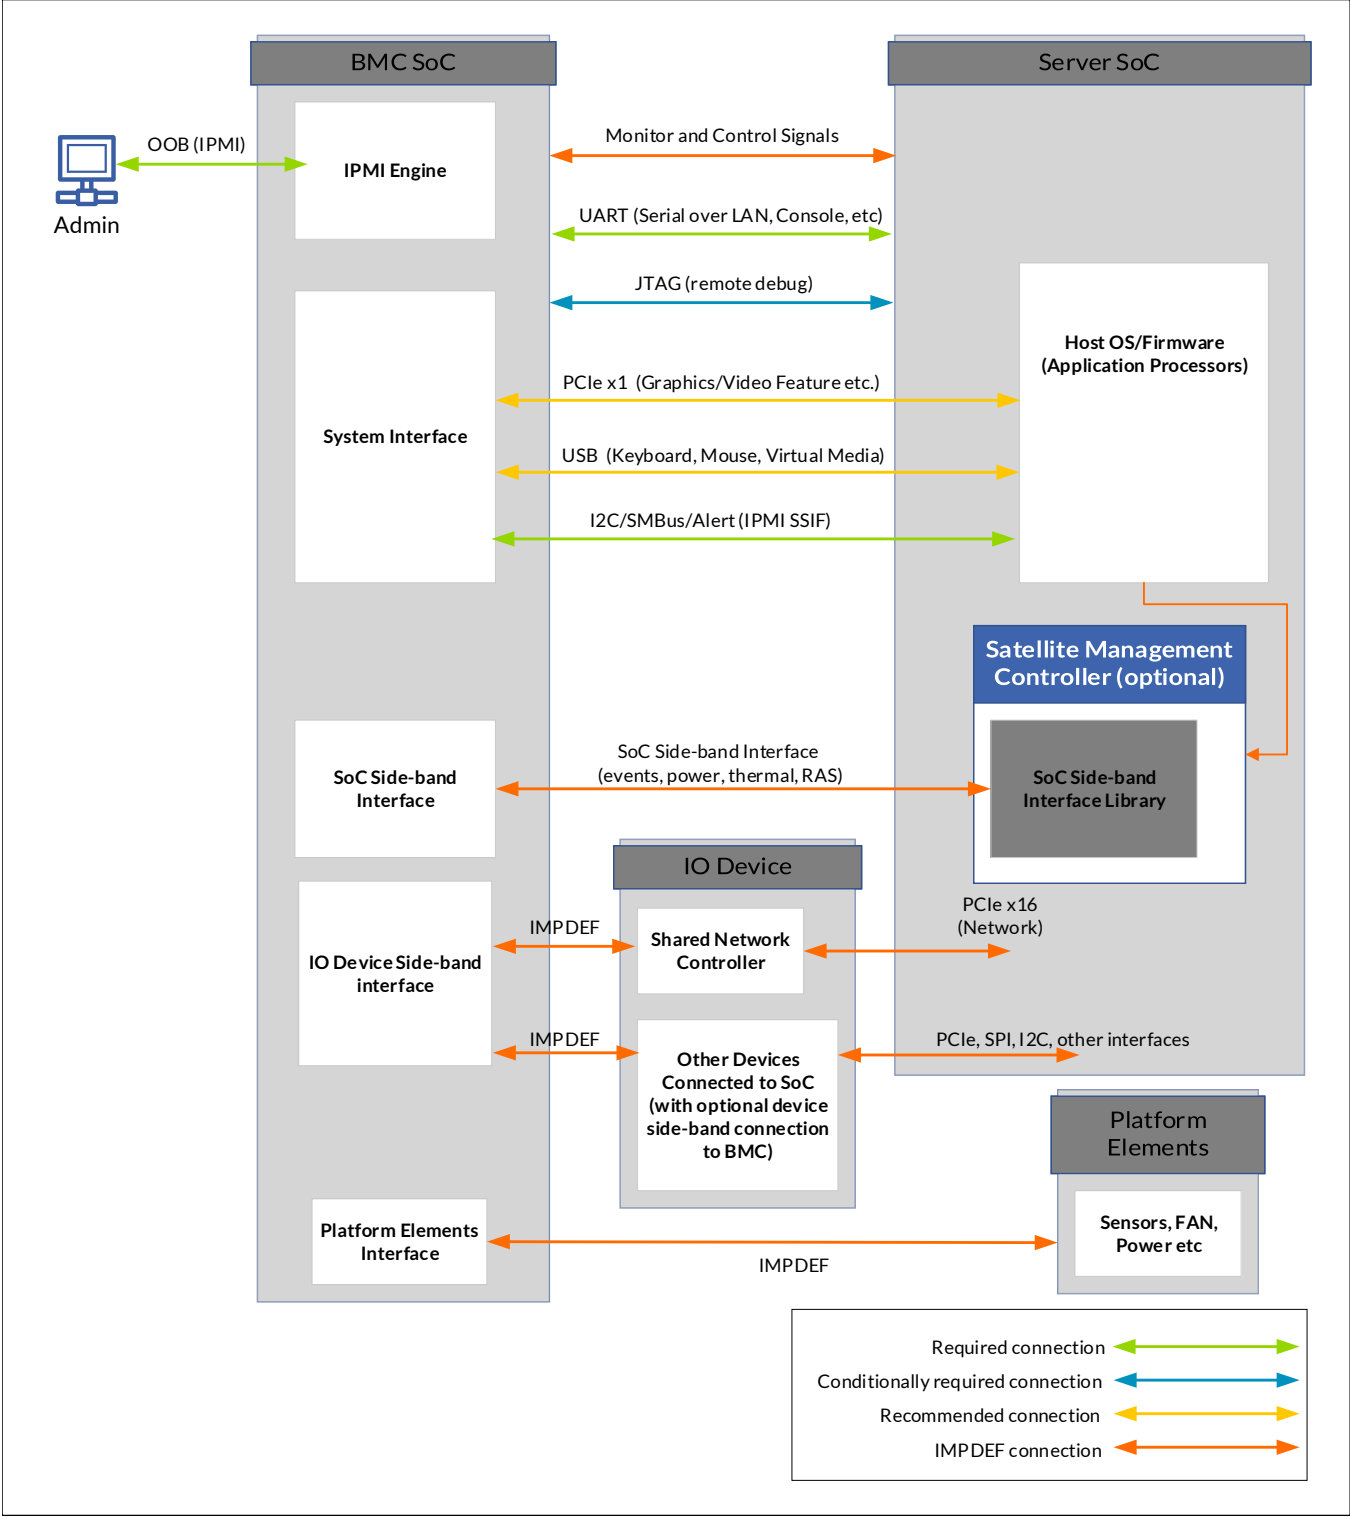 BMC SoC
Server SoC
OOB (IPMI)
Admin
IPMI Engine
Monitor and Control Signals
UART (Serial over LAN, Console, etc)
JTAG (remote debug)
Host OS/Firmware
(Application Processors)
PCIe x1 (Graphics/Video Feature etc.)
System Interface
USB (Keyboard, Mouse, Virtual Media)
I2C/SMBus/Alert (IPMI SSIF)
Satellite Management
Controller (optional)
SoC Side-band
Interface
SoC Side-band Interface
(events, power, thermal, RAS)
SoC Side-band
Interface Library
IO Device
IO Device Side-band
interface
IMPDEF
Shared Network
Controller
PCIe x16
(Network)
IMPDEF
Other Devices
Connected to SoC
(with optional device
side-band connection
to BMC)
PCIe, SPI, I2C, other interfaces
Platform
Elements
Platform Elements
Interface
IMPDEF
Sensors, FAN,
Power etc
Required connection
Conditionally required connection
Recommended connection
IMPDEF connection